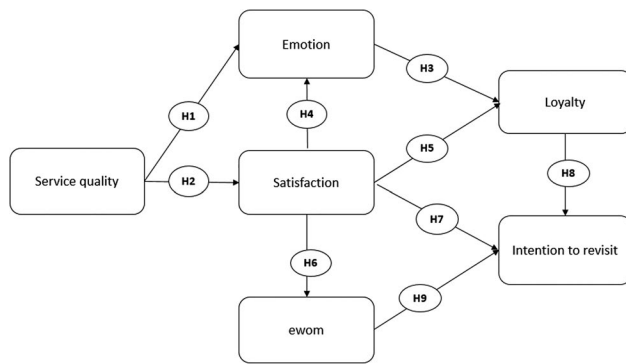 Emotion
H3
H1
H4
Loyalty
Service quality
H2
Satisfaction
H5
H8
H7
Intention to revisit
H6
H9
ewom